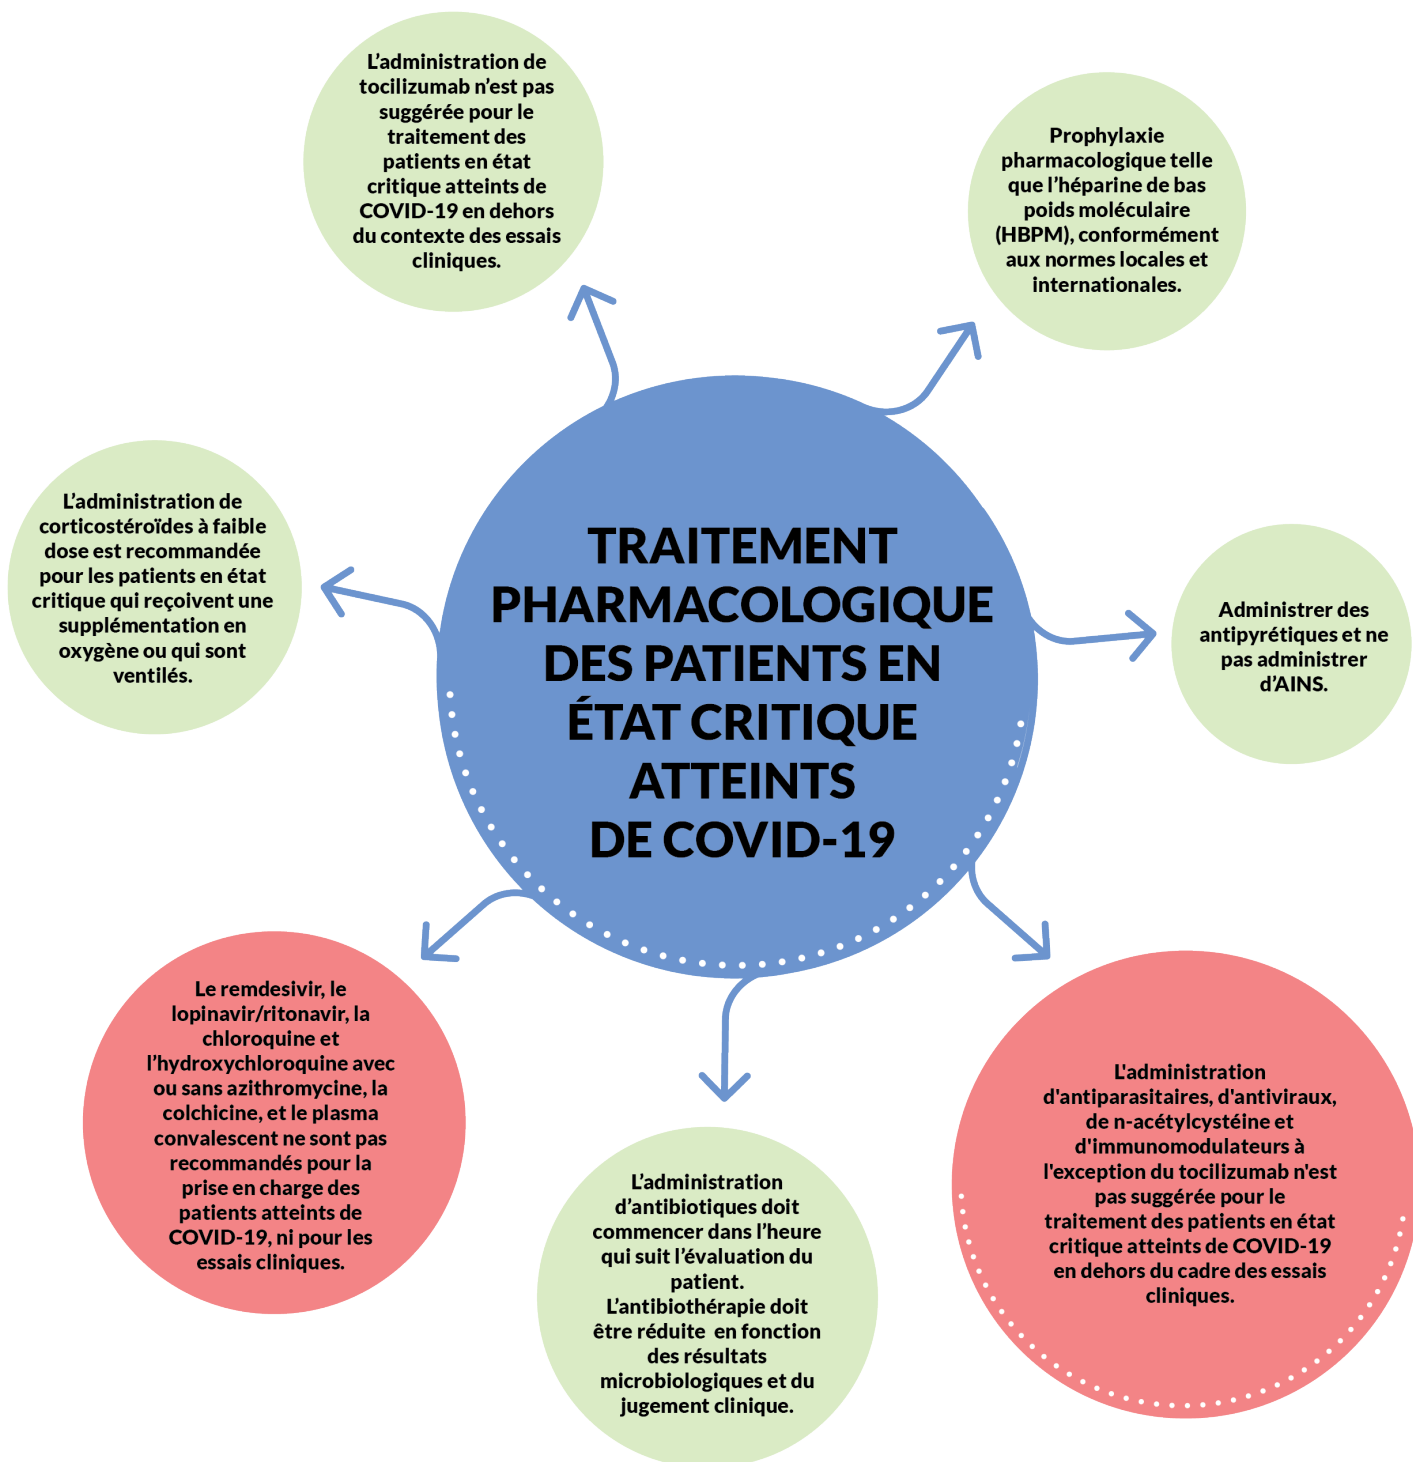 L’administration de
tocilizumab n’est pas
suggérée pour le
traitement des
patients en état
critique atteints de
COVID-19 en dehors
du contexte des essais
cliniques.
Prophylaxie
pharmacologique telle
que l’héparine de bas
poids moléculaire
(HBPM), conformément
aux normes locales et
internationales.
L’administration de
corticostéroïdes à faible
dose est recommandée
pour les patients en état
critique qui reçoivent une
supplémentation en
oxygène ou qui sont
ventilés.
TRAITEMENT
PHARMACOLOGIQUE
DES PATIENTS EN
ÉTAT CRITIQUE
ATTEINTS
DE COVID-19
Administrer des
antipyrétiques et ne
pas administrer
d’AINS.
Le remdesivir, le
lopinavir/ritonavir, la
chloroquine et
l’hydroxychloroquine avec
ou sans azithromycine, la
colchicine, et le plasma
convalescent ne sont pas
recommandés pour la
prise en charge des
patients atteints de
COVID-19, ni pour les
essais cliniques.
L’administration
d’antibiotiques doit
commencer dans l’heure
qui suit l’évaluation du
patient.
L’antibiothérapie doit
être réduite en fonction
des résultats
microbiologiques et du
jugement clinique.
L'administration
d'antiparasitaires, d'antiviraux,
de n-acétylcystéine et
d'immunomodulateurs à
l'exception du tocilizumab n'est
pas suggérée pour le
traitement des patients en état
critique atteints de COVID-19
en dehors du cadre des essais
cliniques.